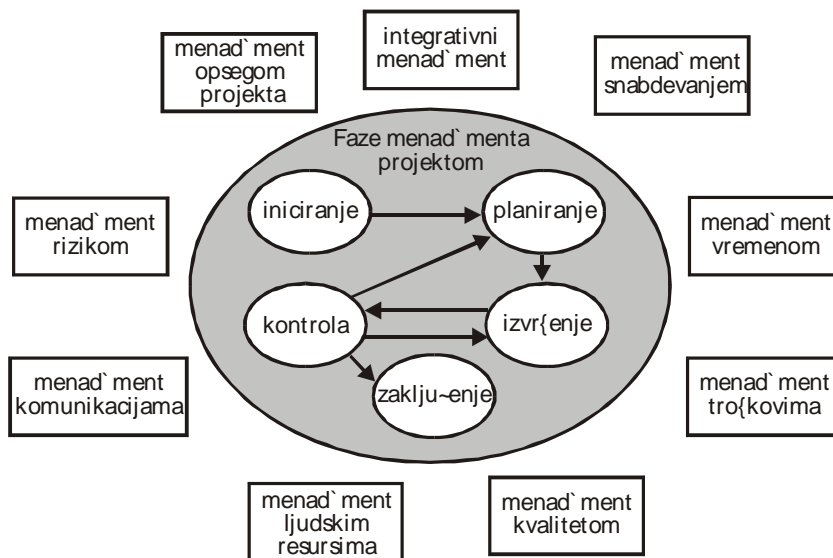 menad`ment
opsegom
projekta
integrativni
menad`ment
menad`ment
snabdevanjem
Faze menad`menta
projektom
iniciranje
planiranje
menad`ment
rizikom
menad`ment
vremenom
kontrola
izvr{enje
menad`ment
komunikacijama
zaklju~enje
menad`ment
tro{kovima
menad`ment
ljudskim
resursima
menad`ment
kvalitetom